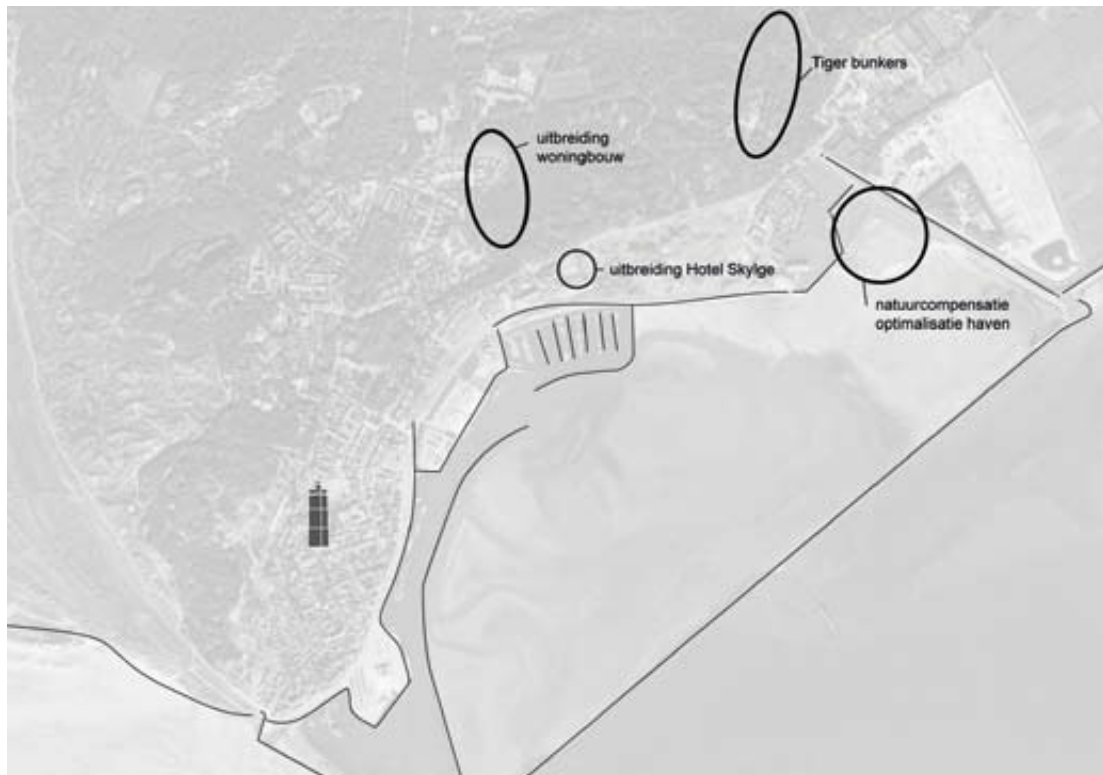 Tiger bunkers
uitbreiding
woningbouw
uitbreiding Hotel Skylge
natuurcompensatie
optimalisatie haven